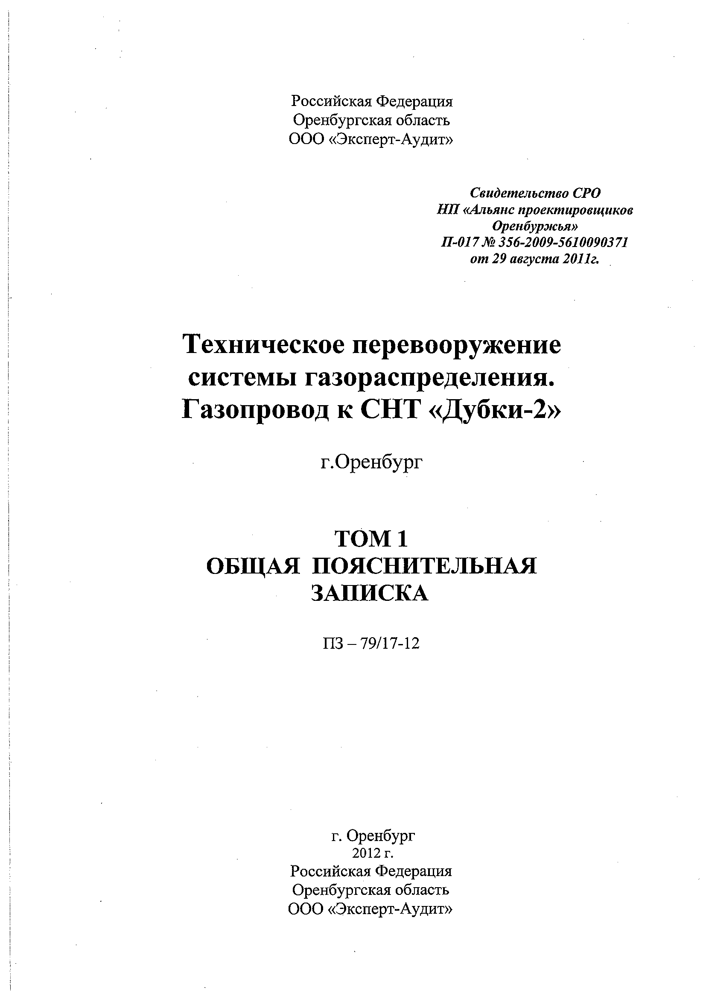 Российская Федерация
Оренбургская область
ООО «Эксперт-Аудит»
Свидетельство СРО
НП «Альянс проектировщиков
Оренбуржья»
П-017 № 356-2009-5610090371
от 29 августа 2011г.
Техническое перевооружение
системы газораспределения.
Газопровод к СНТ «Дубки-2»
г.Оренбург
ТОМ 1
ОБЩАЯ ПОЯСНИТЕЛЬНАЯ
ЗАПИСКА
ПЗ – 79/17-12
г. Оренбург
2012 г.
Российская Федерация
Оренбургская область
ООО «Эксперт-Аудит»